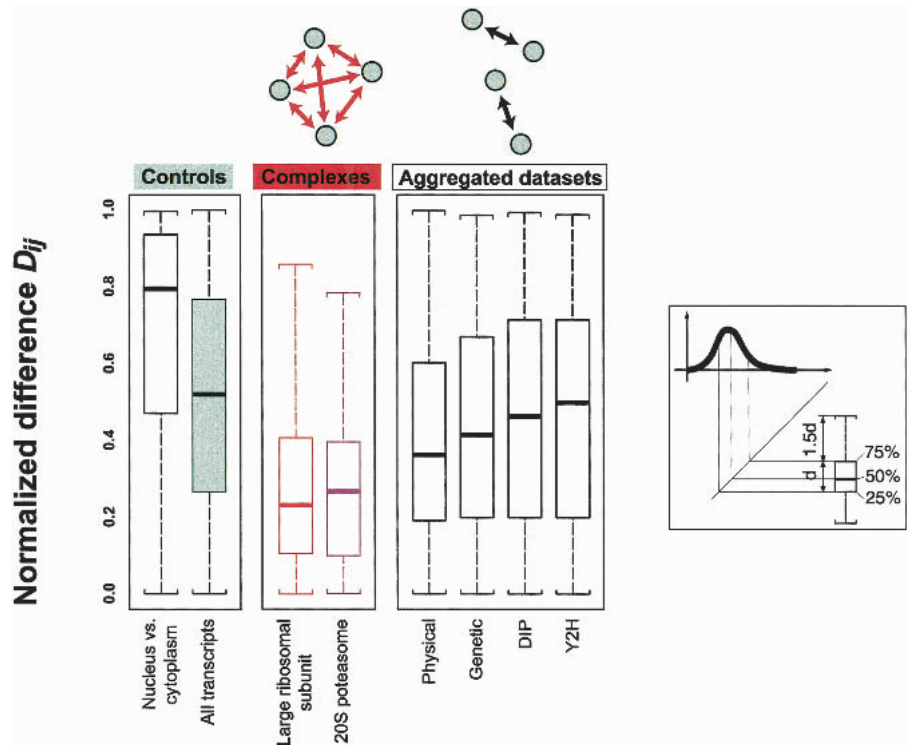 Controls
Complexes
Aggregated datasets
Normalized difference Dij
1.0
0.8
0.6
0.4
0.2
0.0
Nucleus vs.
cytoplasm
All transcripts
Large ribosomal
subunit
20S poteasome
Physical
Genetic
DIP
Y2H
1.5d
d
75%
50%
25%